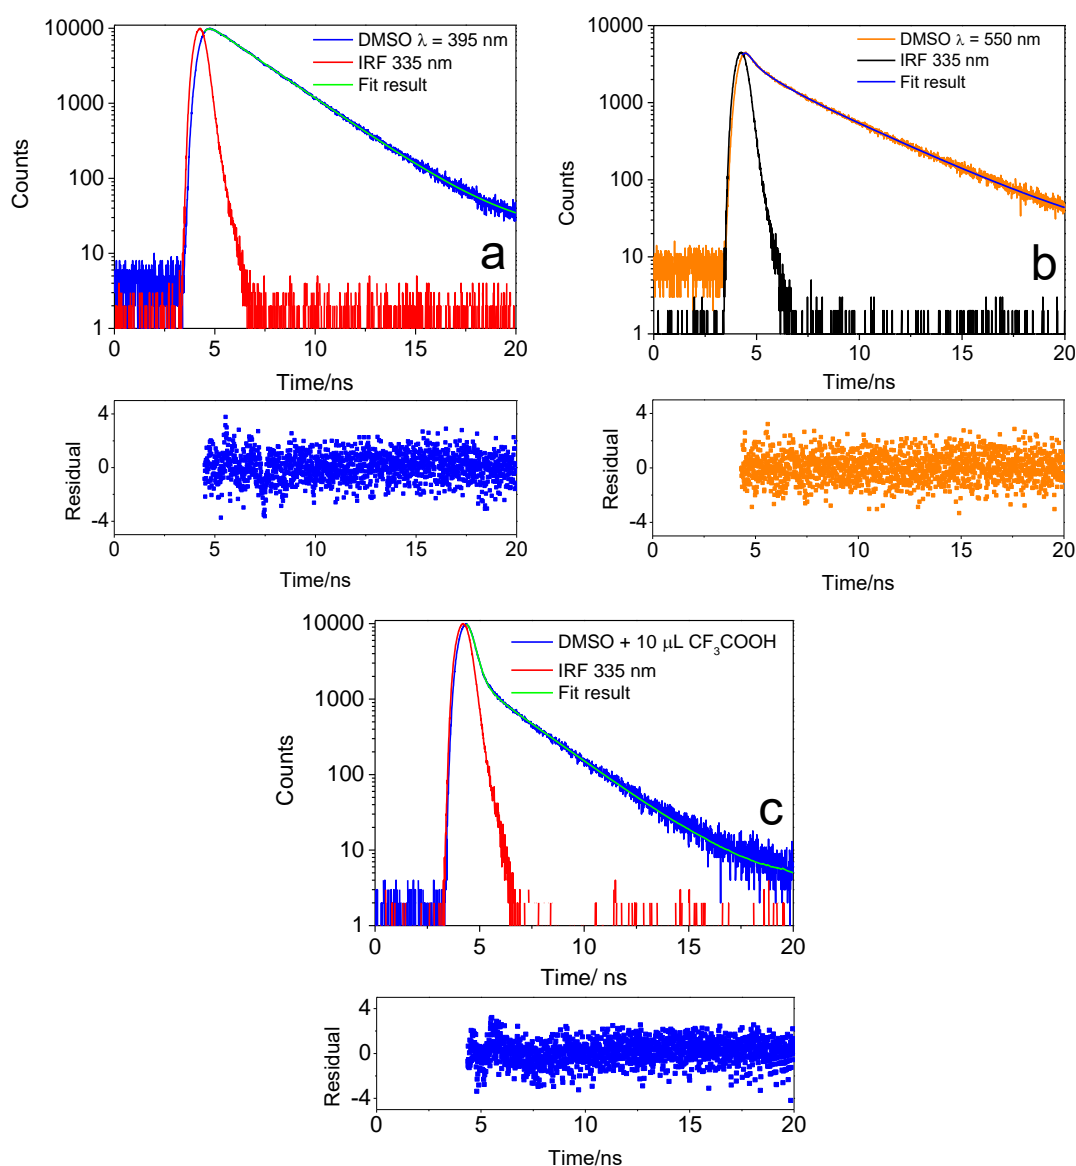 10000
1000
100
10
1
Counts
DMSO λ = 395 nm
IRF 335 nm
Fit result
a
0 5 10 15 20
Time/ns
4
0
-4
Residual
0 5 10 15 20
Time/ns
10000
1000
100
10
1
Counts
DMSO λ = 550 nm
IRF 335 nm
Fit result
b
0 5 10 15 20
Time/ns
4
0
-4
Residual
0 5 10 15 20
Time/ns
10000
1000
100
10
1
Counts
DMSO + 10 μL CF₃COOH
IRF 335 nm
Fit result
c
0 5 10 15 20
Time/ ns
4
0
-4
Residual
0 5 10 15 20
Time/ns